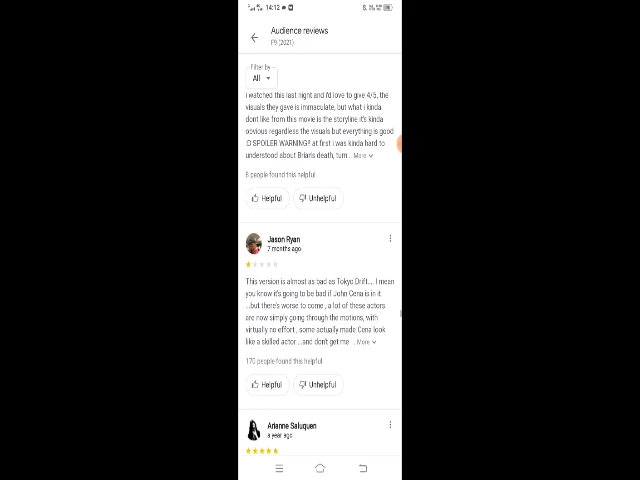 14:12
Audience reviews
F9 (2021)
Filter by
All
i watched this last night and i'd love to give 4/5, the
visuals they gave is immaculate, but what i kinda
dont like from this movie is the storyline it's kinda
obvious regardless the visuals but everything is good
:D SPOILER WARNING!! at first i was kinda hard to
understood about Brian's death, turn ...More
8 people found this helpful
Helpful
Unhelpful
Jason Ryan
7 months ago
This version is almost as bad as Tokyo Drift.... I mean
you know it's going to be bad if John Cena is in it
...but there's worse to come , a lot of these actors
are now simply going through the motions, with
virtually no effort , some actually made Cena look
like a skilled actor ...and don't get me ...More
170 people found this helpful
Helpful
Unhelpful
Arianne Saluquen
a year ago